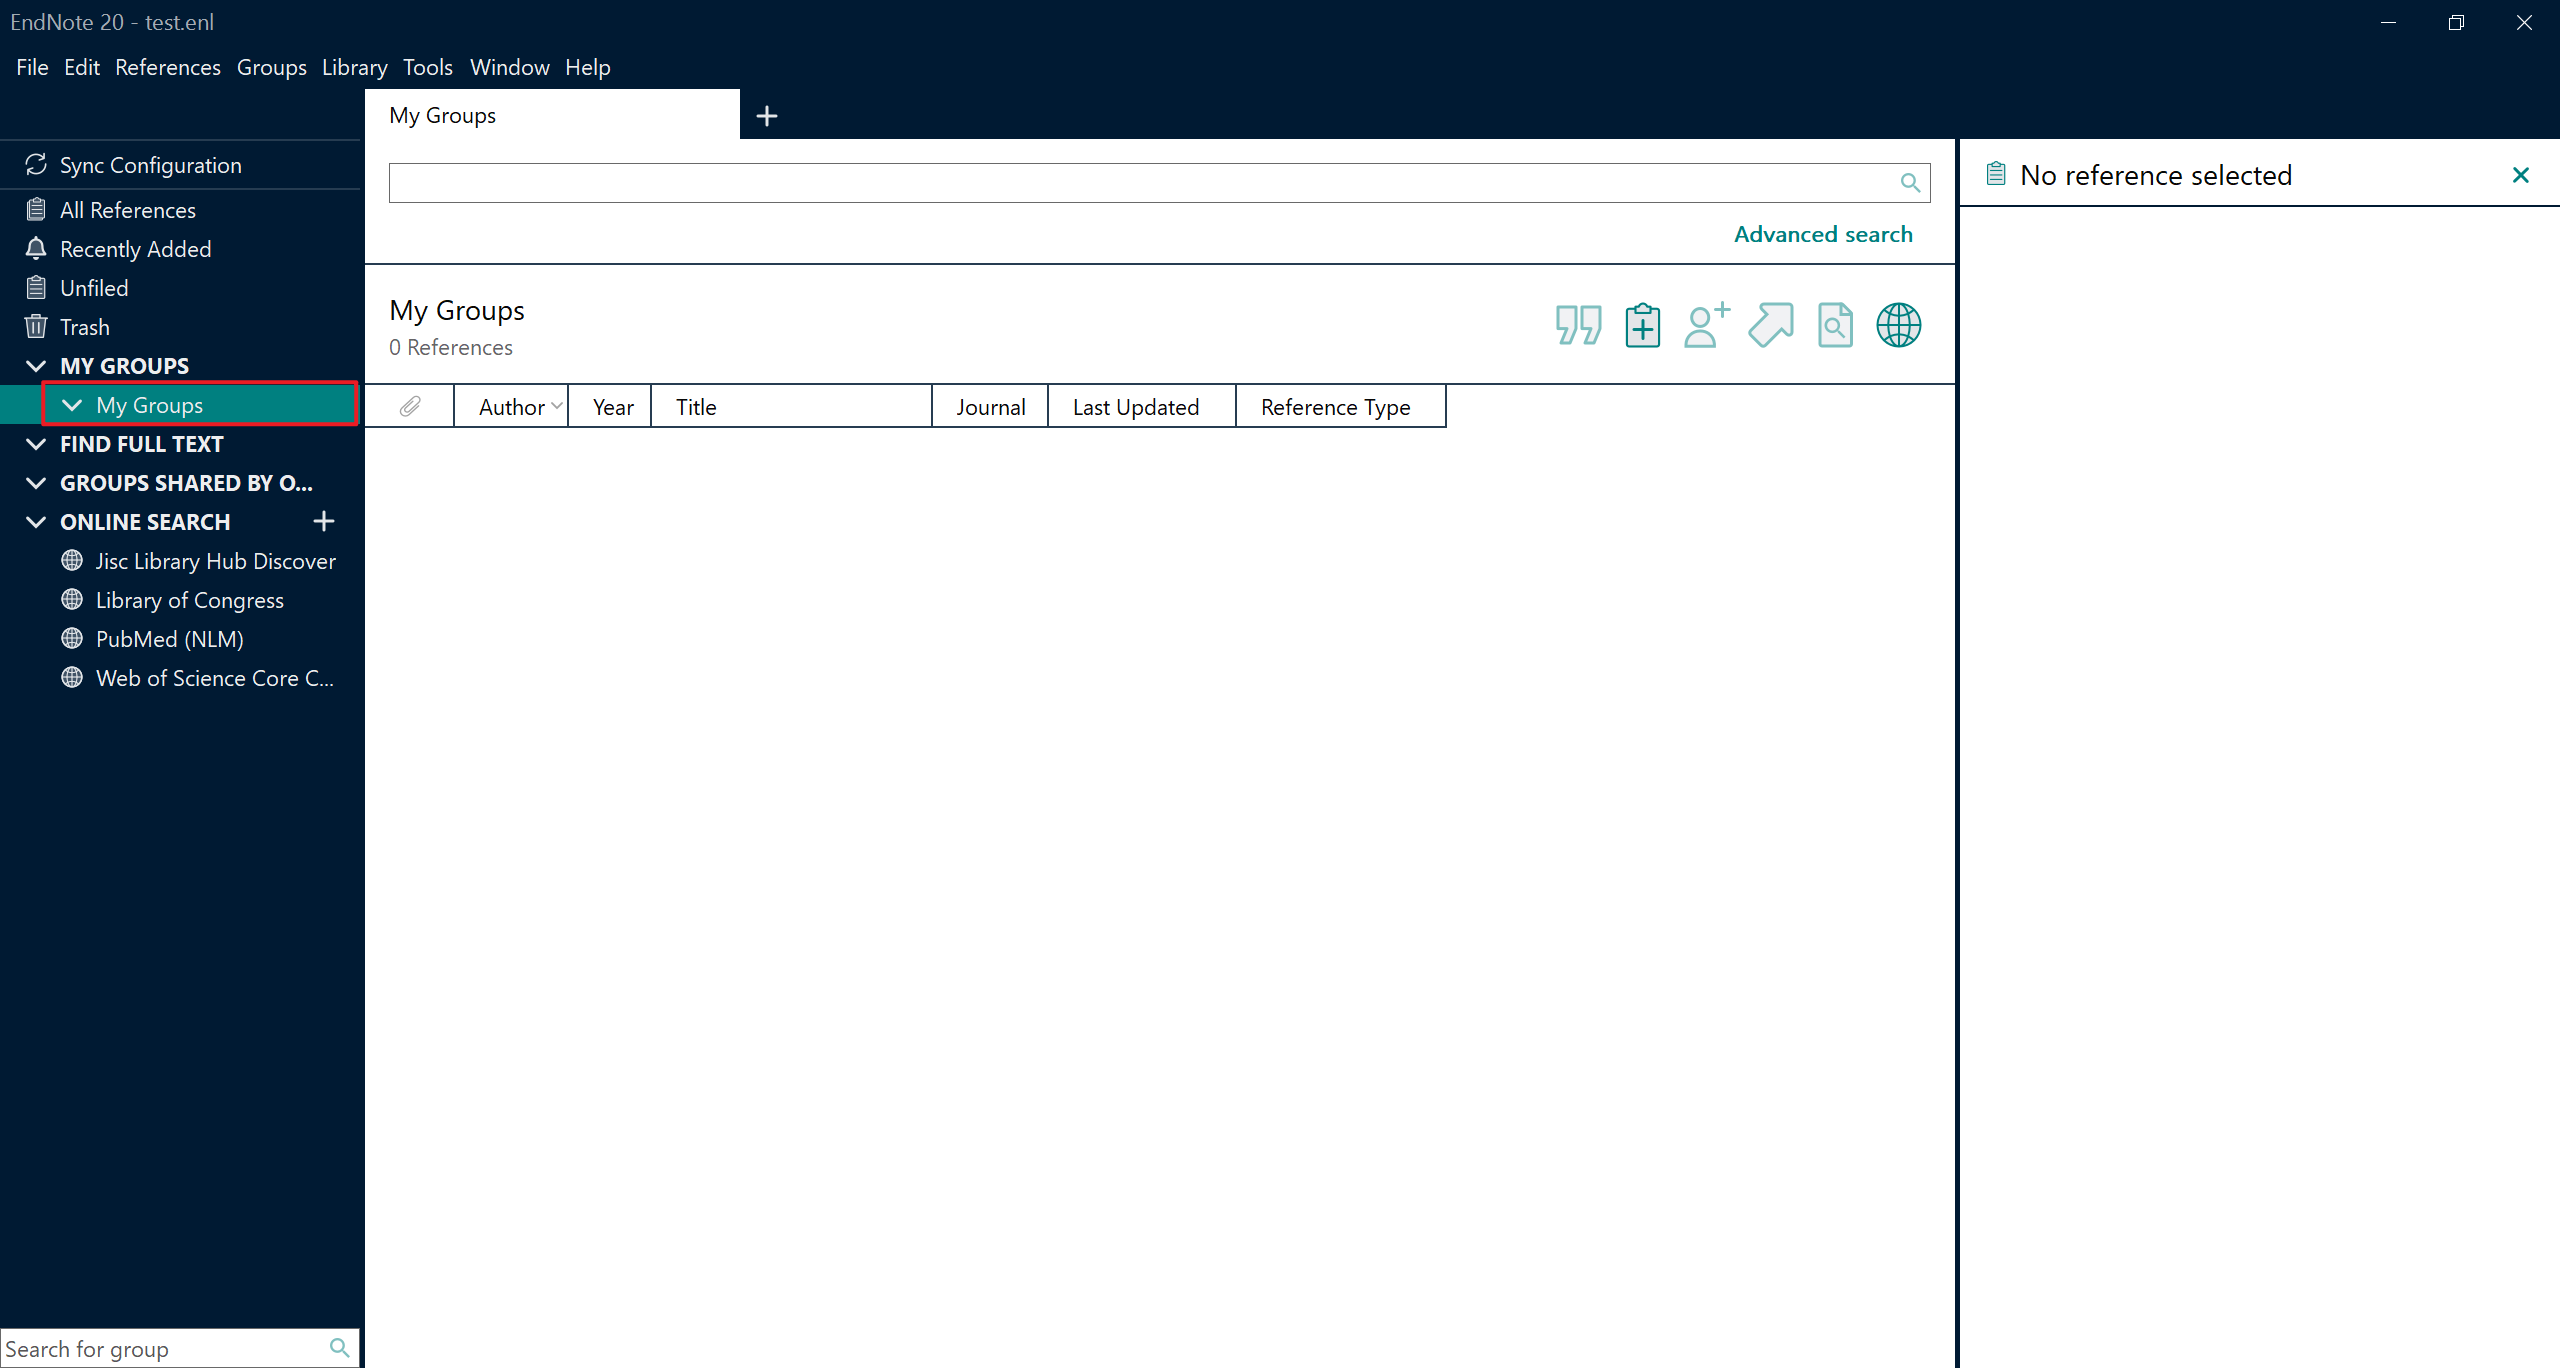 EndNote 20 - test.enl
File Edit References Groups Library Tools Window Help
My Groups
Sync Configuration
All References
Recently Added
Unfiled
Trash
MY GROUPS
My Groups
FIND FULL TEXT
GROUPS SHARED BY O...
ONLINE SEARCH
Jisc Library Hub Discover
Library of Congress
PubMed (NLM)
Web of Science Core C...
Search for group
Advanced search
My Groups
0 References
Author Year Title Journal Last Updated Reference Type
No reference selected